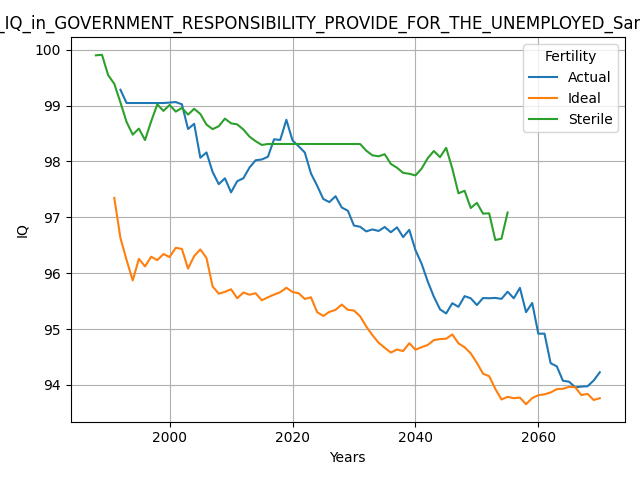 _IQ_in_GOVERNMENT_RESPONSIBILITY_PROVIDE_FOR_THE_UNEMPLOYED_Sar
Fertility
Actual
Ideal
Sterile
100
99
98
97
96
95
94
IQ
2000
2020
2040
2060
Years